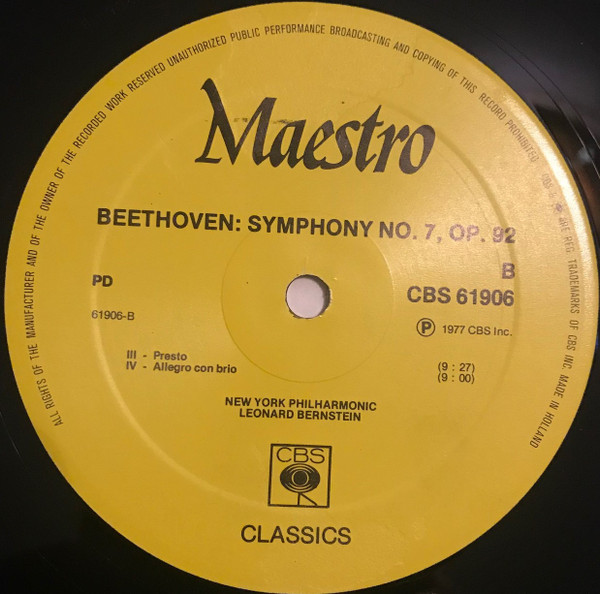 ALL RIGHTS OF THE MANUFACTURER AND OF THE OWNER OF THE RECORDED WORK RESERVED UNAUTHORIZED PUBLIC PERFORMANCE BROADCASTING AND COPYING OF THIS RECORD PROHIBITED
ARE REG. TRADEMARKS OF CBS INC. MADE IN HOLLAND
Maestro
BEETHOVEN: SYMPHONY NO. 7, OP. 92
B
PD
CBS 61906
61906-B
Ⓟ 1977 CBS Inc.
III - Presto (9 : 27)
IV - Allegro con brio (9 : 00)
NEW YORK PHILHARMONIC
LEONARD BERNSTEIN
CBS
CLASSICS